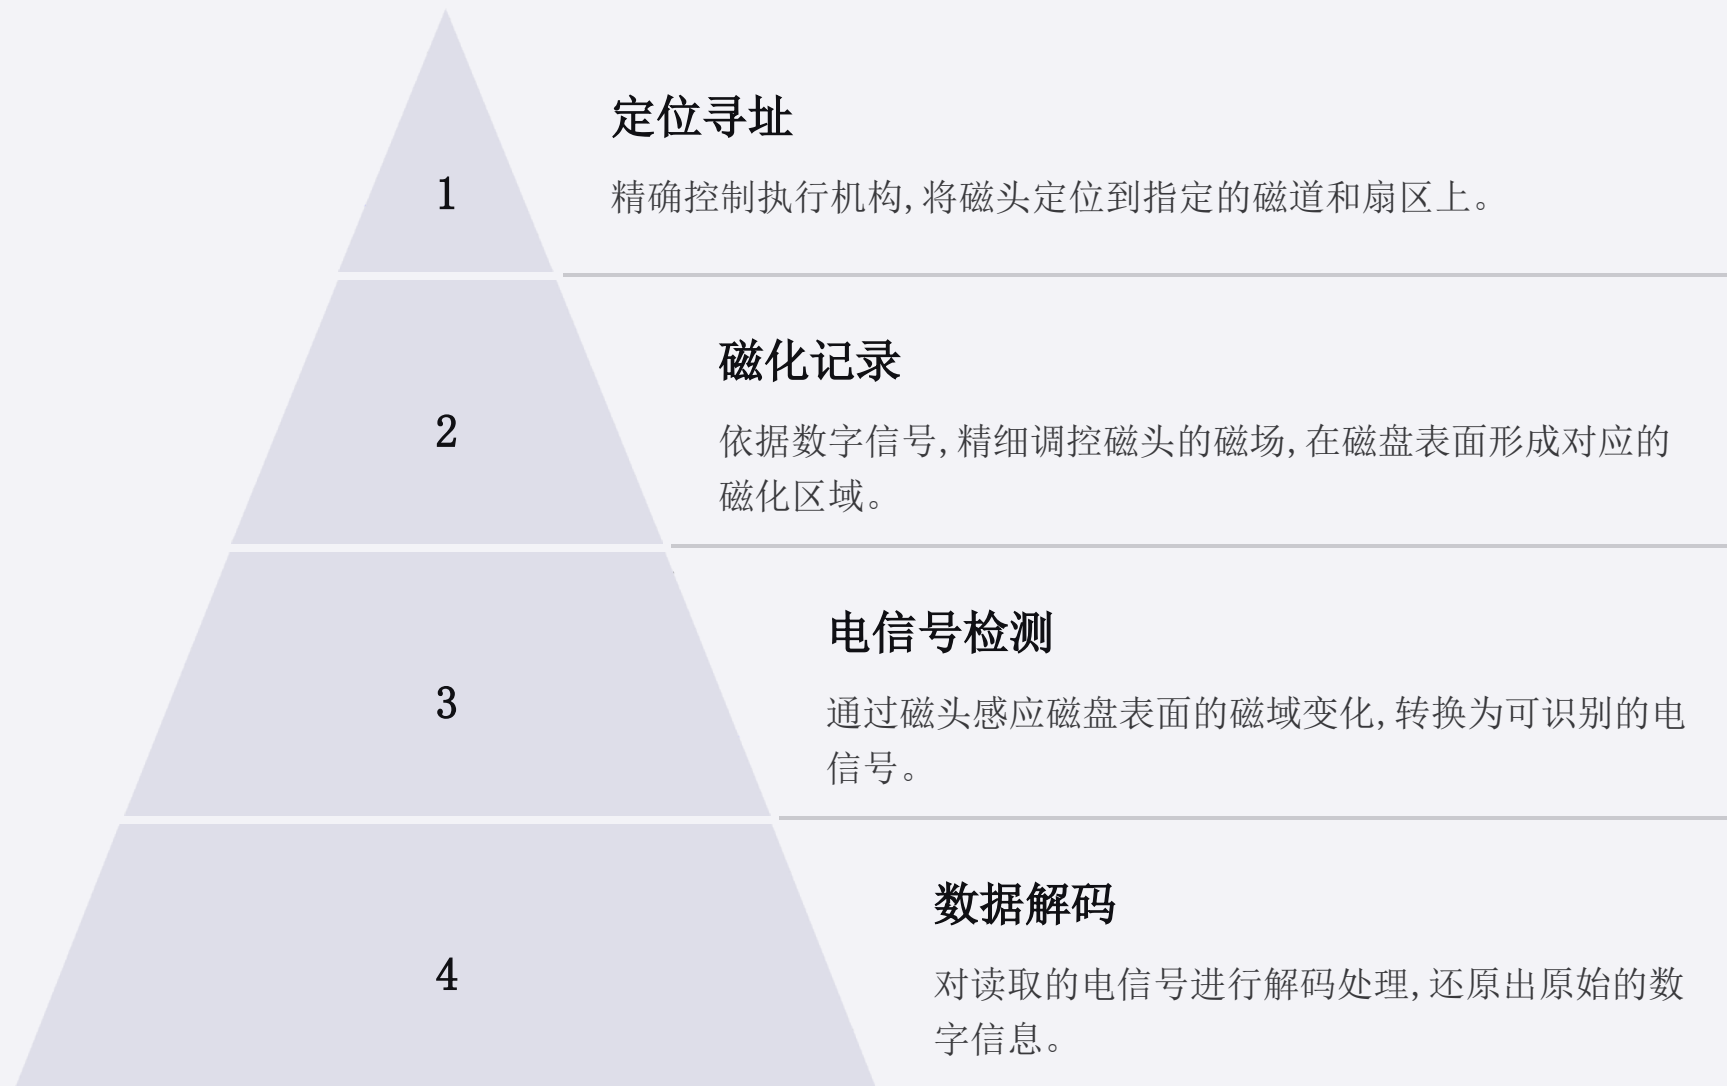 定位寻址
1
精确控制执行机构,将磁头定位到指定的磁道和扇区上。
磁化记录
2
依据数字信号,精细调控磁头的磁场,在磁盘表面形成对应的
磁化区域。
电信号检测
3
通过磁头感应磁盘表面的磁域变化,转换为可识别的电
信号。
数据解码
4
对读取的电信号进行解码处理,还原出原始的数
字信息。